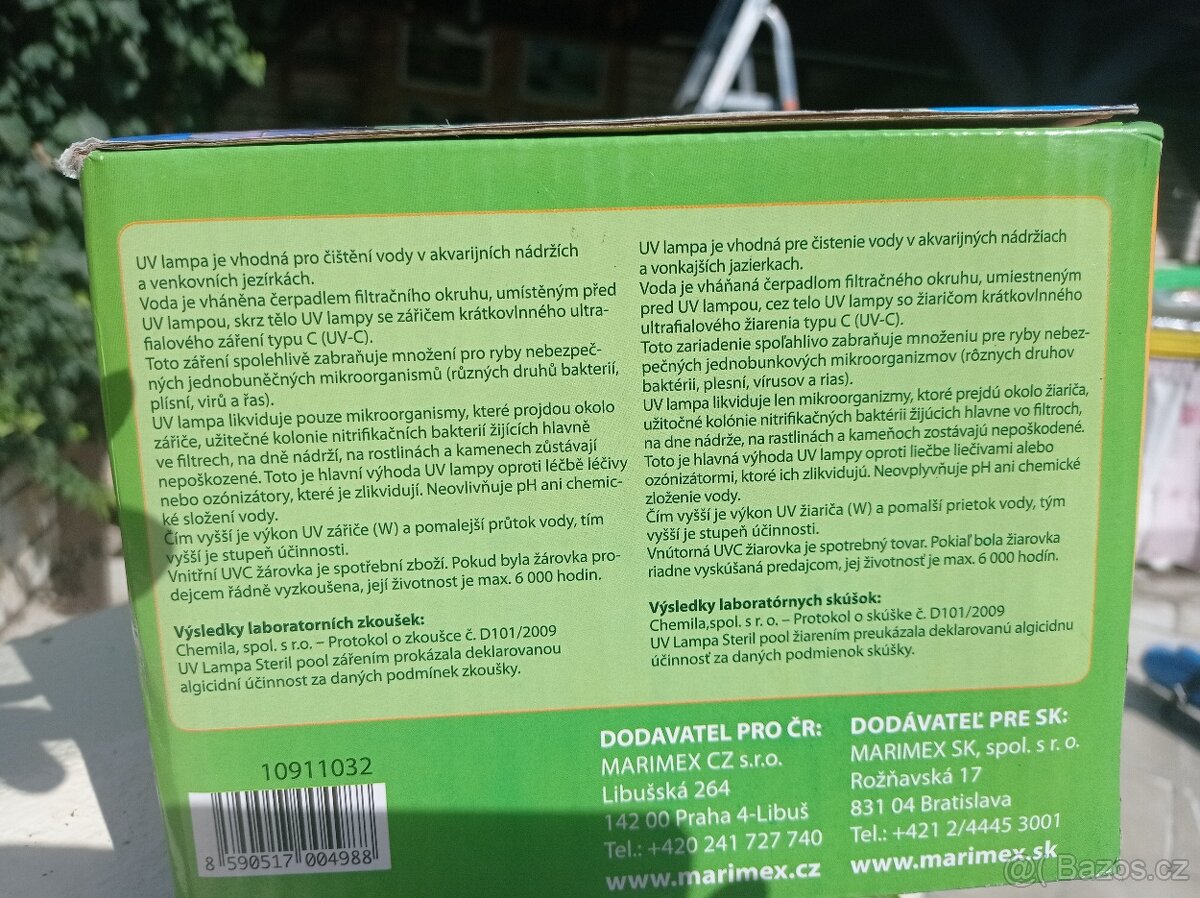 UV lampa je vhodná pro čištění vody v akvarijních nádržích
a venkovních jezírkách.
Voda je vháněna čerpadlem filtračního okruhu, umístěným před
UV lampou, skrz tělo UV lampy se zářičem krátkovlnného ultra-
fialového záření typu C (UV-C).
Toto záření spolehlivě zabraňuje množení pro ryby nebezpeč-
ných jednobuněčných mikroorganismů (různých druhů bakterií,
plísní, virů a řas).
UV lampa likviduje pouze mikroorganismy, které projdou okolo
zářiče, užitečné kolonie nitrifikačních bakterií žijících hlavně
ve filtrech, na dně nádrží, na rostlinách a kamenech zůstávají
nepoškozené. Toto je hlavní výhoda UV lampy oproti léčbě léčivy
nebo ozónizátory, které je zlikvidují. Neovlivňuje pH ani chemic-
ké složení vody.
Čím vyšší je výkon UV zářiče (W) a pomalejší průtok vody, tím
vyšší je stupeň účinnosti.
Vnitřní UVC žárovka je spotřební zboží. Pokud byla žárovka pro-
dejcem řádně vyzkoušena, její životnost je max. 6 000 hodin.
Výsledky laboratorních zkoušek:
Chemila, spol. s r.o. – Protokol o zkoušce č. D101/2009
UV Lampa Steril pool zářením prokázala deklarovanou
algicidní účinnost za daných podmínek zkoušky.
UV lampa je vhodná pre čistenie vody v akvarijných nádržiach
a vonkajších jazierkach.
Voda je vháňaná čerpadlom filtračného okruhu, umiestneným
pred UV lampou, cez telo UV lampy so žiaričom krátkovlnného
ultrafialového žiarenia typu C (UV-C).
Toto zariadenie spoľahlivo zabraňuje množeniu pre ryby nebez-
pečných jednobunkových mikroorganizmov (rôznych druhov
baktérii, plesní, vírusov a rias).
UV lampa likviduje len mikroorganizmy, ktoré prejdú okolo žiariča,
užitočné kolónie nitrifikačných baktérií žijúcich hlavne vo filtroch,
na dne nádrže, na rastlinách a kameňoch zostávajú nepoškodené.
Toto je hlavná výhoda UV lampy oproti liečbe liečivami alebo
ozónizátormi, ktoré ich zlikvidujú. Neovplyvňuje pH ani chemické
zloženie vody.
Čím vyšší je výkon UV žiariča (W) a pomalší prietok vody, tým
vyšší je stupeň účinnosti.
Vnútorná UVC žiarovka je spotrebný tovar. Pokiaľ bola žiarovka
riadne vyskúšaná predajcom, jej životnosť je max. 6 000 hodín.
Výsledky laboratórnych skúšok:
Chemila,spol. s r. o. – Protokol o skúške č. D101/2009
UV Lampa Steril pool žiarením preukázala deklarovanú algicidnu
účinnosť za daných podmienok skúšky.
DODAVATEL PRO ČR:
MARIMEX CZ s.r.o.
Libušská 264
142 00 Praha 4-Libuš
Tel.: +420 241 727 740
www.marimex.cz
DODÁVATEĽ PRE SK:
MARIMEX SK, spol. s r. o.
Rožňavská 17
831 04 Bratislava
Tel.: +421 2/4445 3001
www.marimex.sk
10911032
8 590517 004988
Bazos.cz